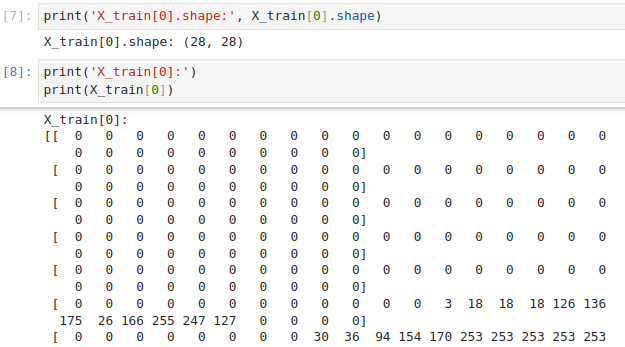 [7]: print('X_train[0].shape:', X_train[0].shape)
X_train[0].shape: (28, 28)
[8]: print('X_train[0]:')
print(X_train[0])
X_train[0]:
[[  0   0   0   0   0   0   0   0   0   0   0   0   0   0   0   0   0   0
    0   0   0   0   0   0   0   0   0   0]
 [  0   0   0   0   0   0   0   0   0   0   0   0   0   0   0   0   0   0
    0   0   0   0   0   0   0   0   0   0]
 [  0   0   0   0   0   0   0   0   0   0   0   0   0   0   0   0   0   0
    0   0   0   0   0   0   0   0   0   0]
 [  0   0   0   0   0   0   0   0   0   0   0   0   0   0   0   0   0   0
    0   0   0   0   0   0   0   0   0   0]
 [  0   0   0   0   0   0   0   0   0   0   0   0   0   0   0   0   0   0
    0   0   0   0   0   0   0   0   0   0]
 [  0   0   0   0   0   0   0   0   0   0   0   0   3  18  18  18 126 136
  175  26 166 255 247 127   0   0   0   0]
 [  0   0   0   0   0   0   0   0  30  36  94 154 170 253 253 253 253 253